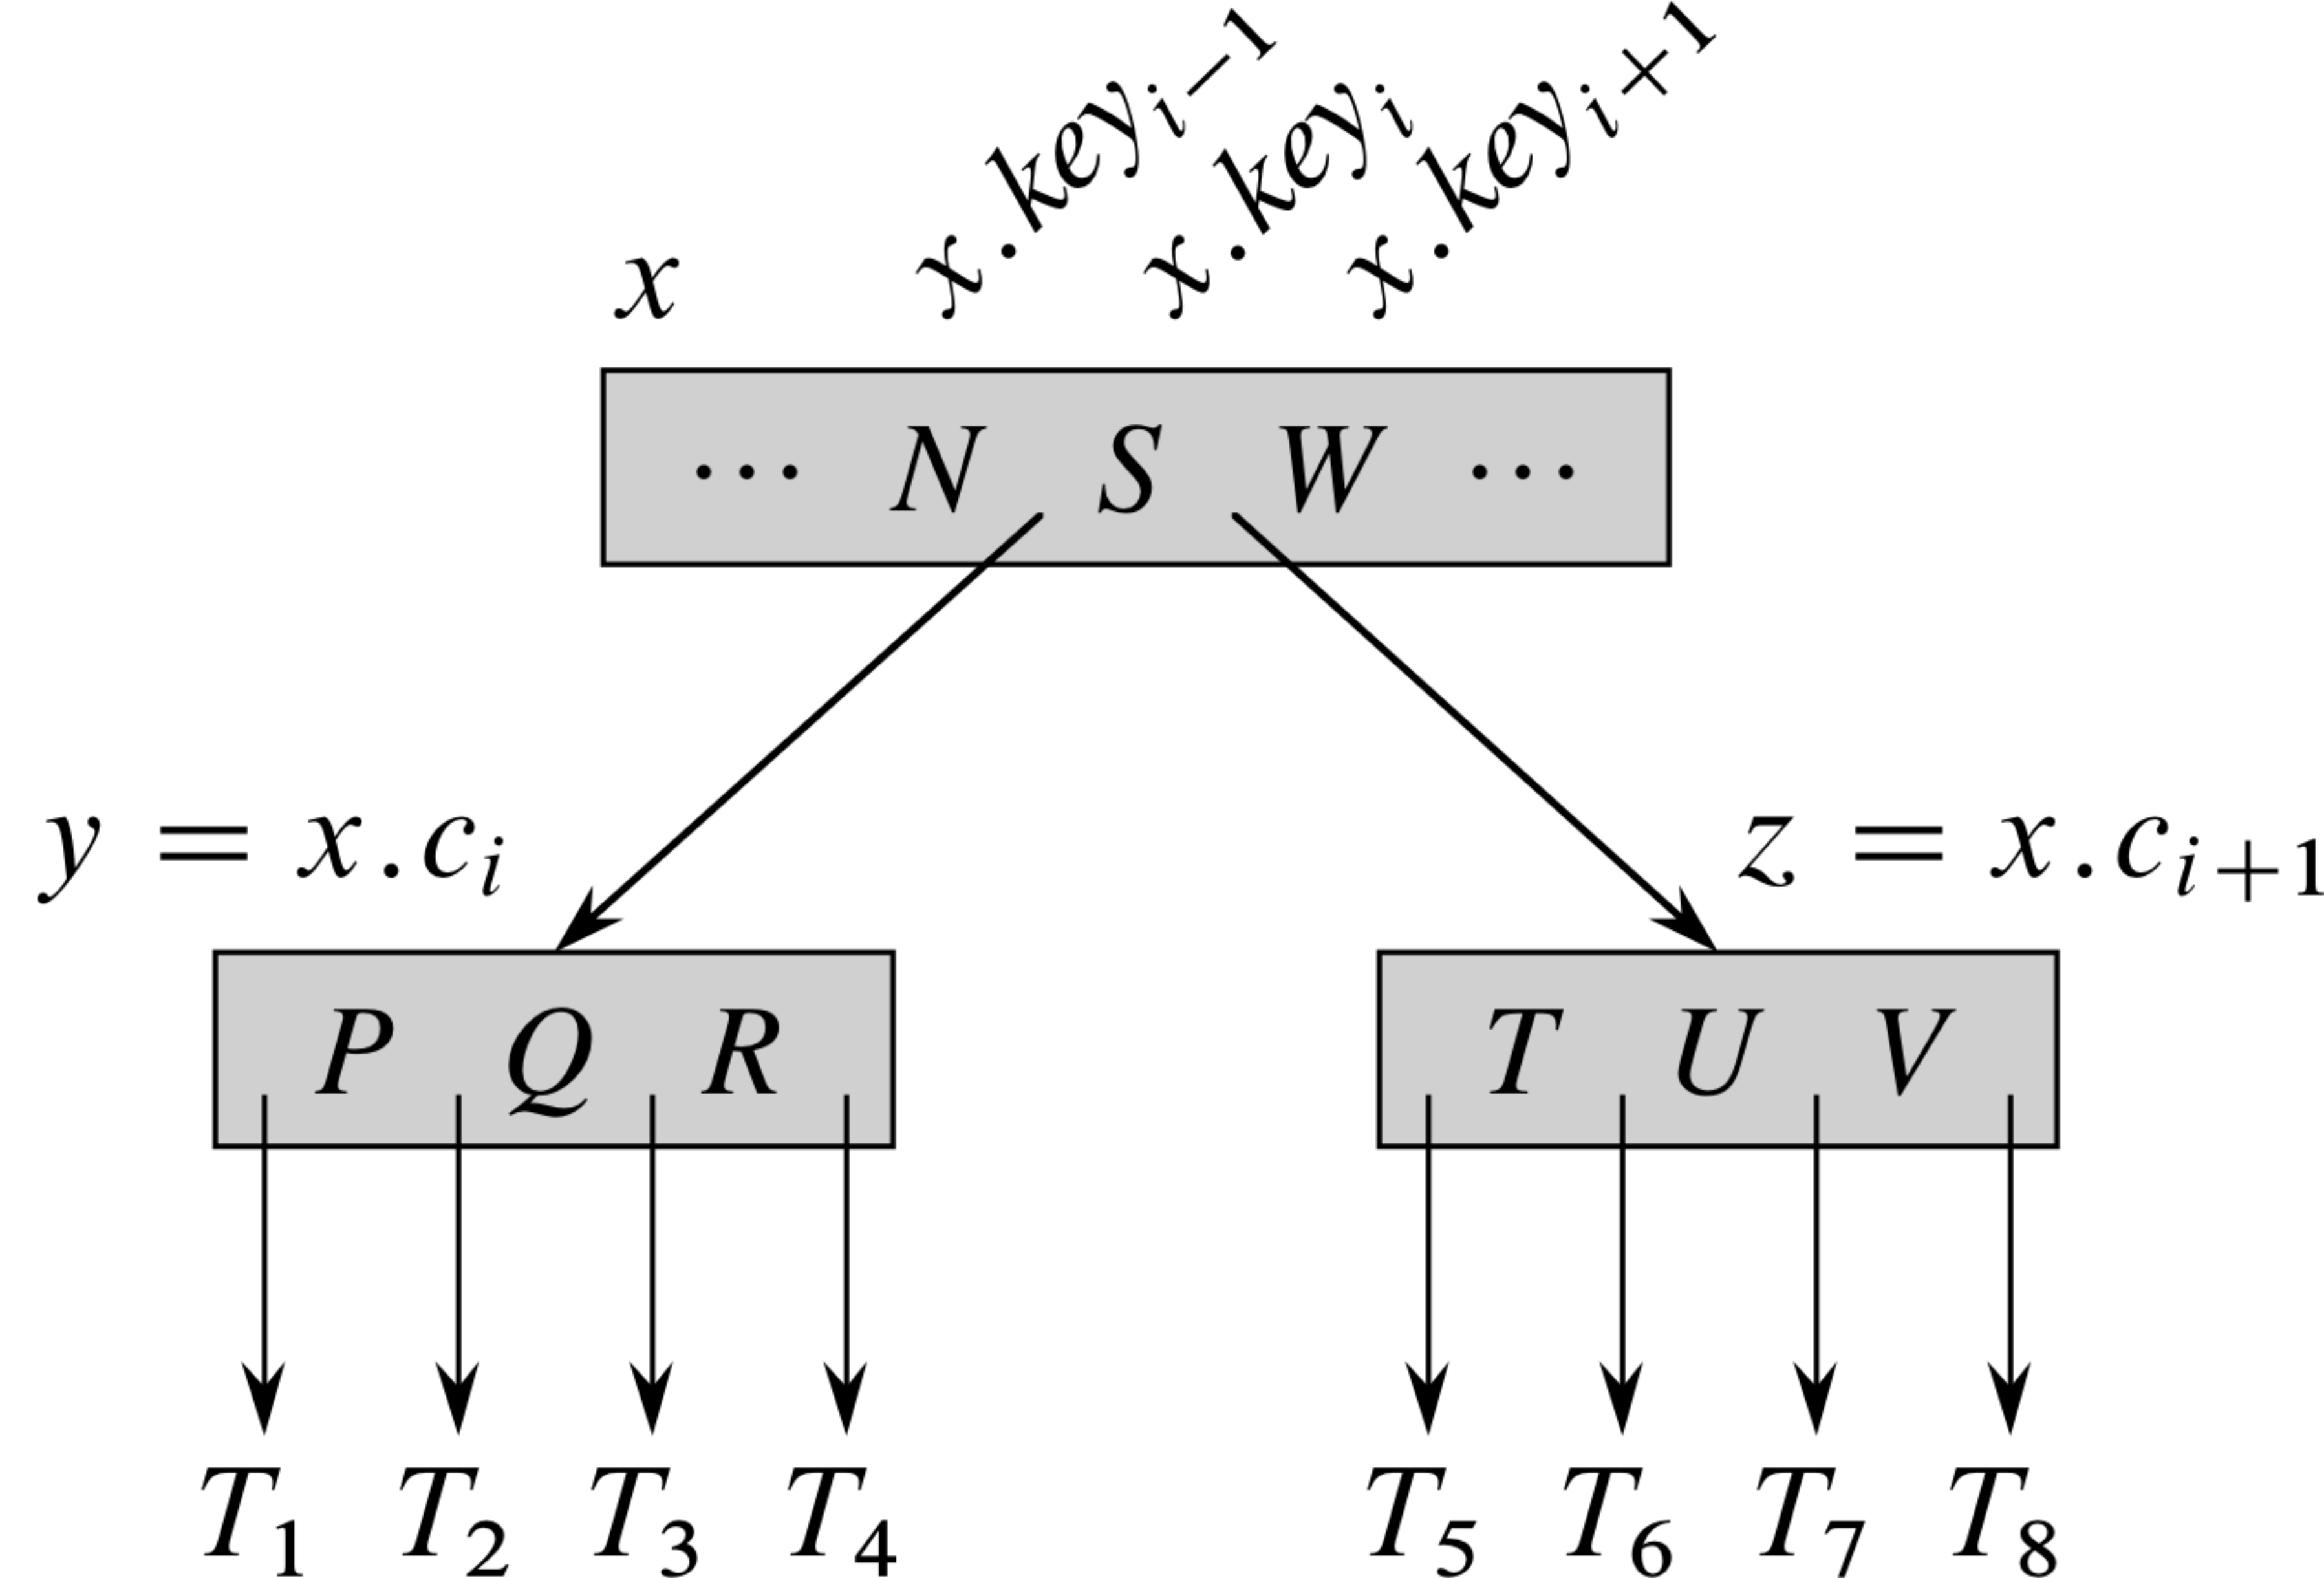 x x.key_{i−1} x.key_i x.key_{i+1}
··· N S W ···
y = x.c_i z = x.c_{i+1}
P Q R T U V
T_1 T_2 T_3 T_4 T_5 T_6 T_7 T_8